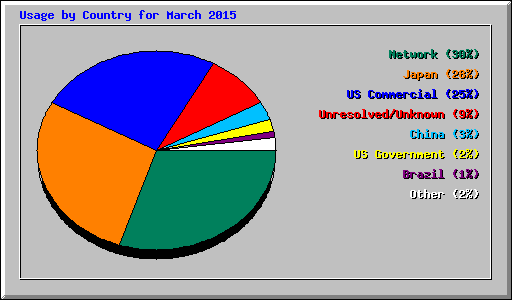 Usage by Country for March 2015
Network (30%)
Japan (28%)
US Commercial (25%)
Unresolved/Unknown (9%)
China (3%)
US Government (2%)
Brazil (1%)
Other (2%)